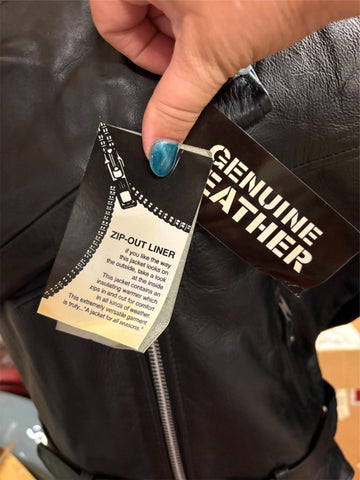 ZIP-OUT LINER
If you like the way
this jacket looks on
the outside, take a look
at the inside
This jacket contains an
insulating warmer which
zips in and out for comfort
in all kinds of weather.
This extremely versatile garment
is truly... "A jacket for all seasons."
GENUINE
EATHER